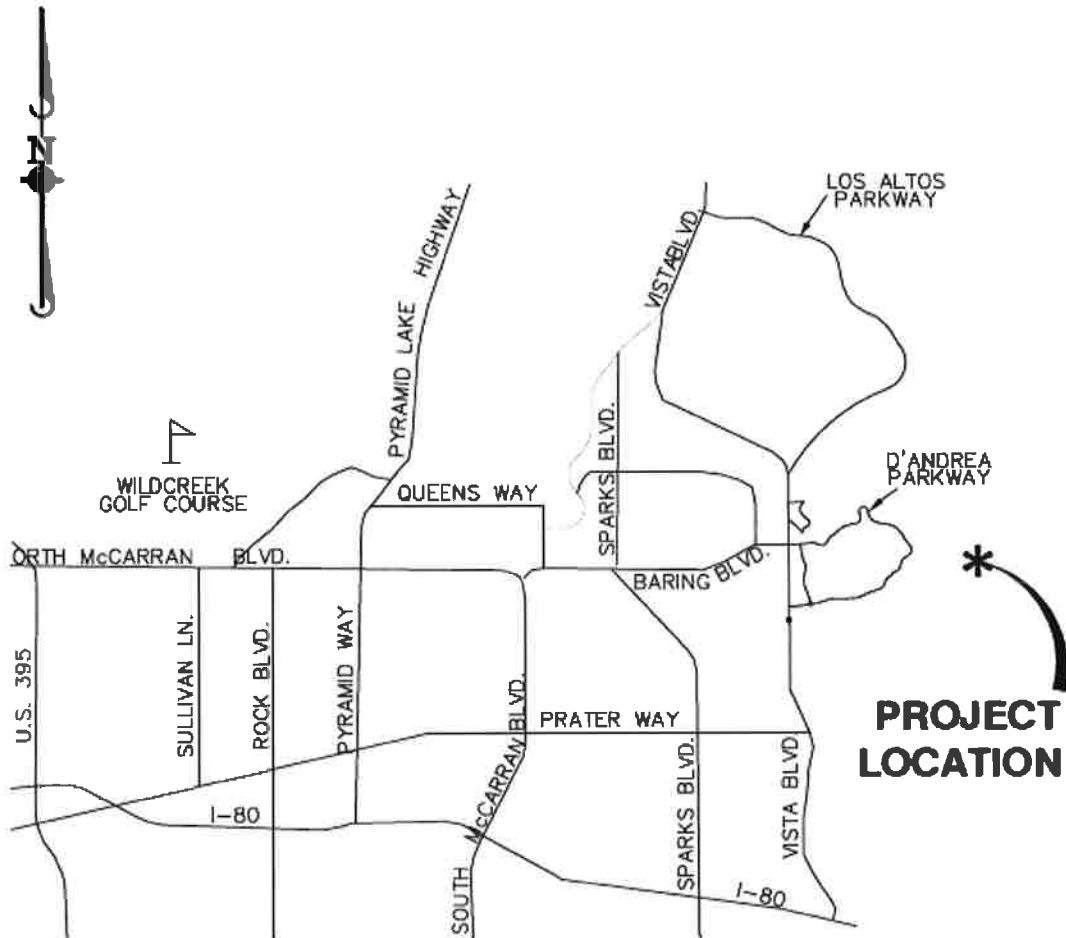 N
LOS ALTOS
PARKWAY
PYRAMID LAKE HIGHWAY
VISTA BLVD.
SPARKS BLVD.
WILDCREEK
GOLF COURSE
QUEENS WAY
D'ANDREA
PARKWAY
ORTH McCARRAN BLVD.
BARING BLVD.
U.S. 395
SULLIVAN LN.
ROCK BLVD.
PYRAMID WAY
SOUTH McCARRAN BLVD.
PRATER WAY
SPARKS BLVD.
VISTA BLVD.
PROJECT
LOCATION
I-80
I-80